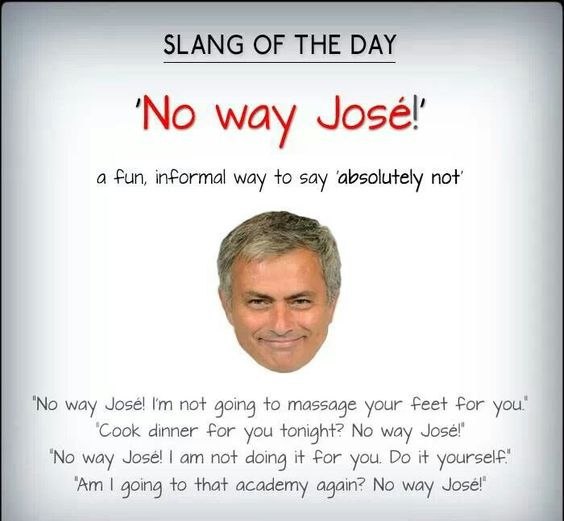 SLANG OF THE DAY
'No way José!'
a fun, informal way to say 'absolutely not'
"No way José! I'm not going to massage your feet for you."
"Cook dinner for you tonight? No way José!"
"No way José! I am not doing it for you. Do it yourself."
"Am I going to that academy again? No way José!"